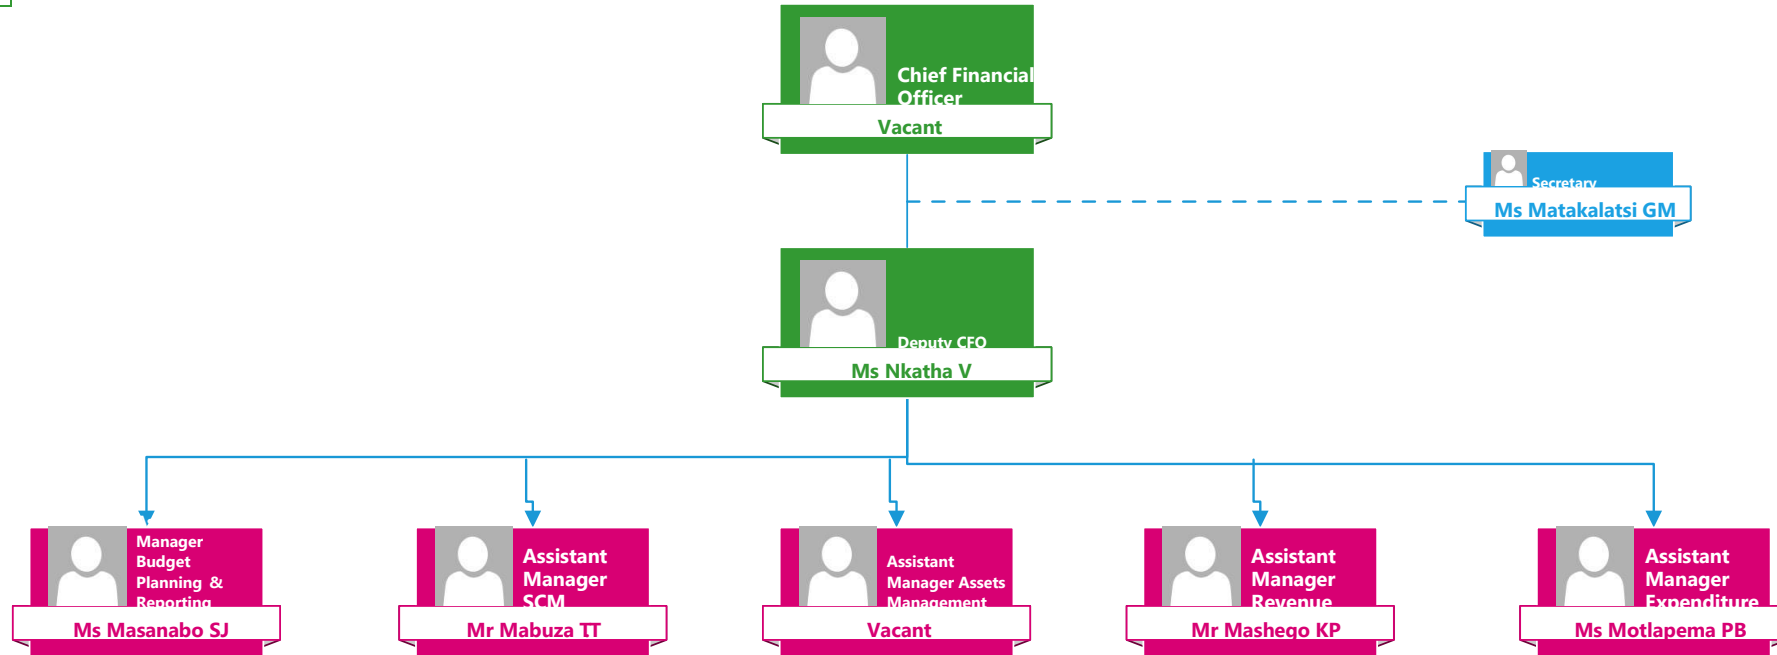 Chief Financial
Officer
Vacant
Secretary
Ms Matakalatsi GM
Deputy CFO
Ms Nkatha V
Manager
Budget
Planning &
Reporting
Ms Masanabo SJ
Assistant
Manager
SCM
Mr Mabuza TT
Assistant
Manager Assets
Management
Vacant
Assistant
Manager
Revenue
Mr Mashego KP
Assistant
Manager
Expenditure
Ms Motlapema PB